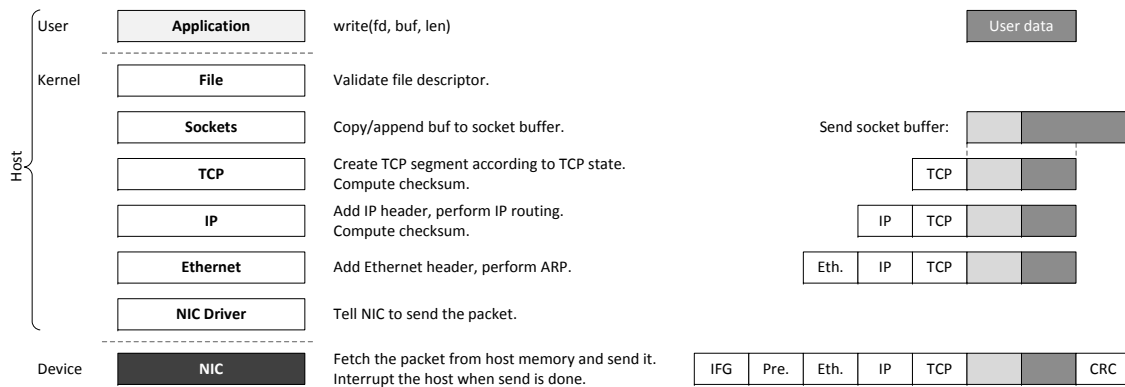 User
Application
write(fd, buf, len)
User data
Kernel
File
Validate file descriptor.
Sockets
Copy/append buf to socket buffer.
Send socket buffer:
Host
TCP
Create TCP segment according to TCP state.
Compute checksum.
TCP
IP
Add IP header, perform IP routing.
Compute checksum.
IP
TCP
Ethernet
Add Ethernet header, perform ARP.
Eth.
IP
TCP
NIC Driver
Tell NIC to send the packet.
Device
NIC
Fetch the packet from host memory and send it.
Interrupt the host when send is done.
IFG
Pre.
Eth.
IP
TCP
CRC